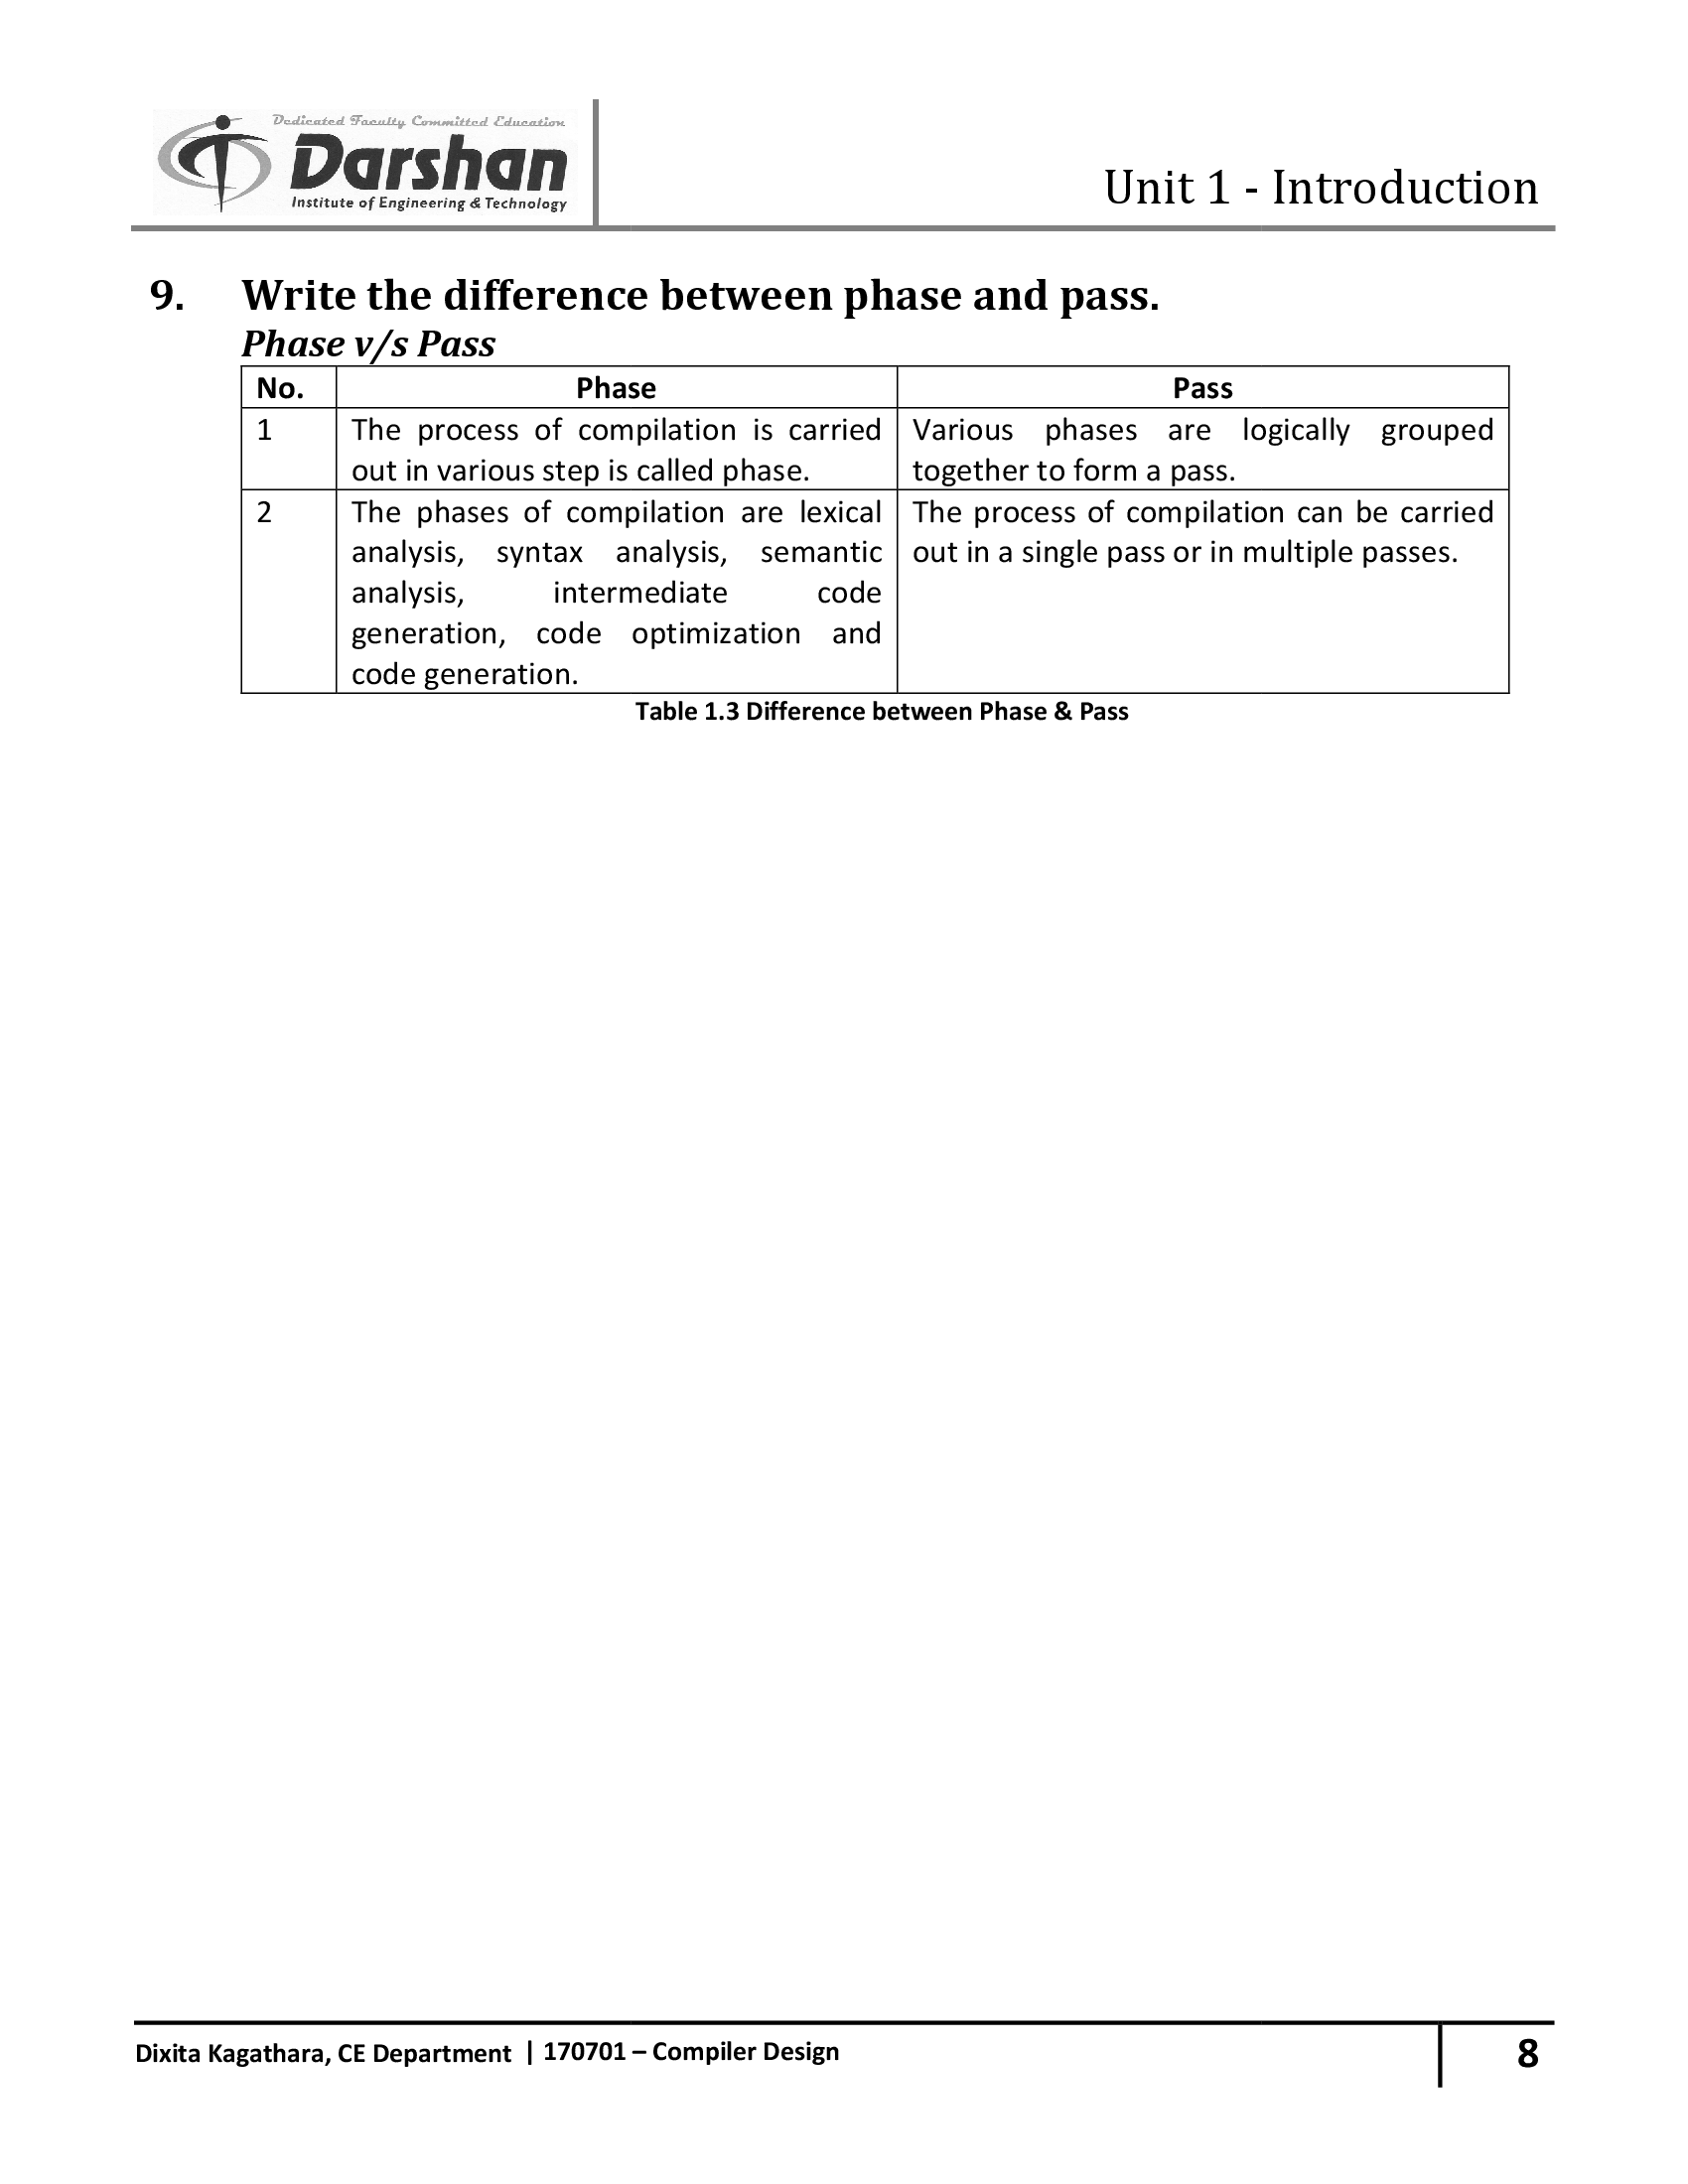 Dedicated Faculty Committed Education
Darshan
Institute of Engineering & Technology
Unit 1 - Introduction
9. Write the difference between phase and pass.
Phase v/s Pass
No. Phase Pass
1 The process of compilation is carried out in various step is called phase. Various phases are logically grouped together to form a pass.
2 The phases of compilation are lexical analysis, syntax analysis, semantic analysis, intermediate code generation, code optimization and code generation. The process of compilation can be carried out in a single pass or in multiple passes.
Table 1.3 Difference between Phase & Pass
Dixita Kagathara, CE Department | 170701 – Compiler Design 8